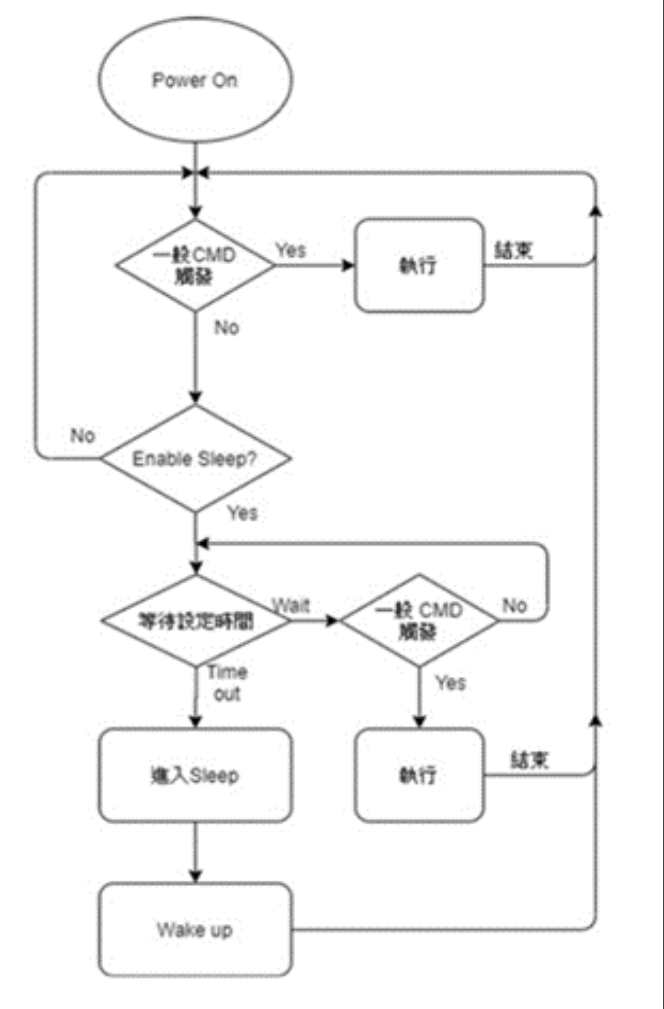 Power On
一般CMD
觸發
Yes
執行
結束
No
No
Enable Sleep?
Yes
等待設定時間
Wait
一般 CMD
觸發
No
Time
out
Yes
進入Sleep
執行
結束
Wake up